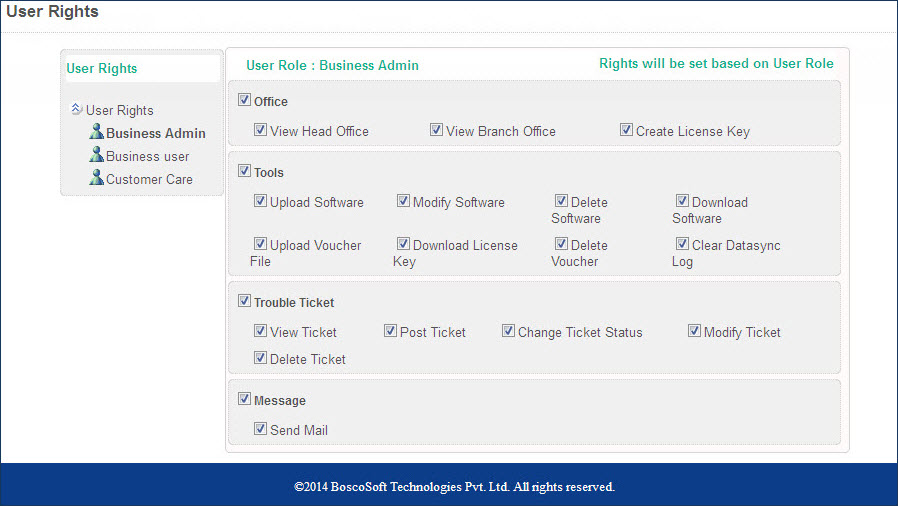 User Rights
User Rights
User Rights
Business Admin
Business user
Customer Care
User Role : Business Admin
Rights will be set based on User Role
Office
View Head Office
View Branch Office
Create License Key
Tools
Upload Software
Modify Software
Delete
Software
Download
Software
Upload Voucher
File
Download License
Key
Delete
Voucher
Clear Datasync
Log
Trouble Ticket
View Ticket
Post Ticket
Change Ticket Status
Modify Ticket
Delete Ticket
Message
Send Mail
©2014 BoscoSoft Technologies Pvt. Ltd. All rights reserved.